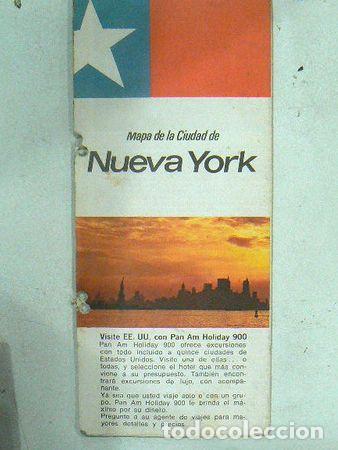 Mapa de la Ciudad de
Nueva York
Visite EE. UU. con Pan Am Holiday 900
Pan Am Holiday 900 ofrece excursiones
con todo incluido a quince ciudades de
Estados Unidos. Visite una de ellas... o
todas, y seleccione el hotel que más con-
viene a su presupuesto. También encon-
trará excursiones de lujo, con acompa-
ñante.
Ya sea que usted viaje solo o con un gru-
po, Pan Am Holiday 900 le brinda el má-
ximo por su dinero.
Pregunte a su agente de viajes para ma-
yores detalles y precios.
todocoleccion.net